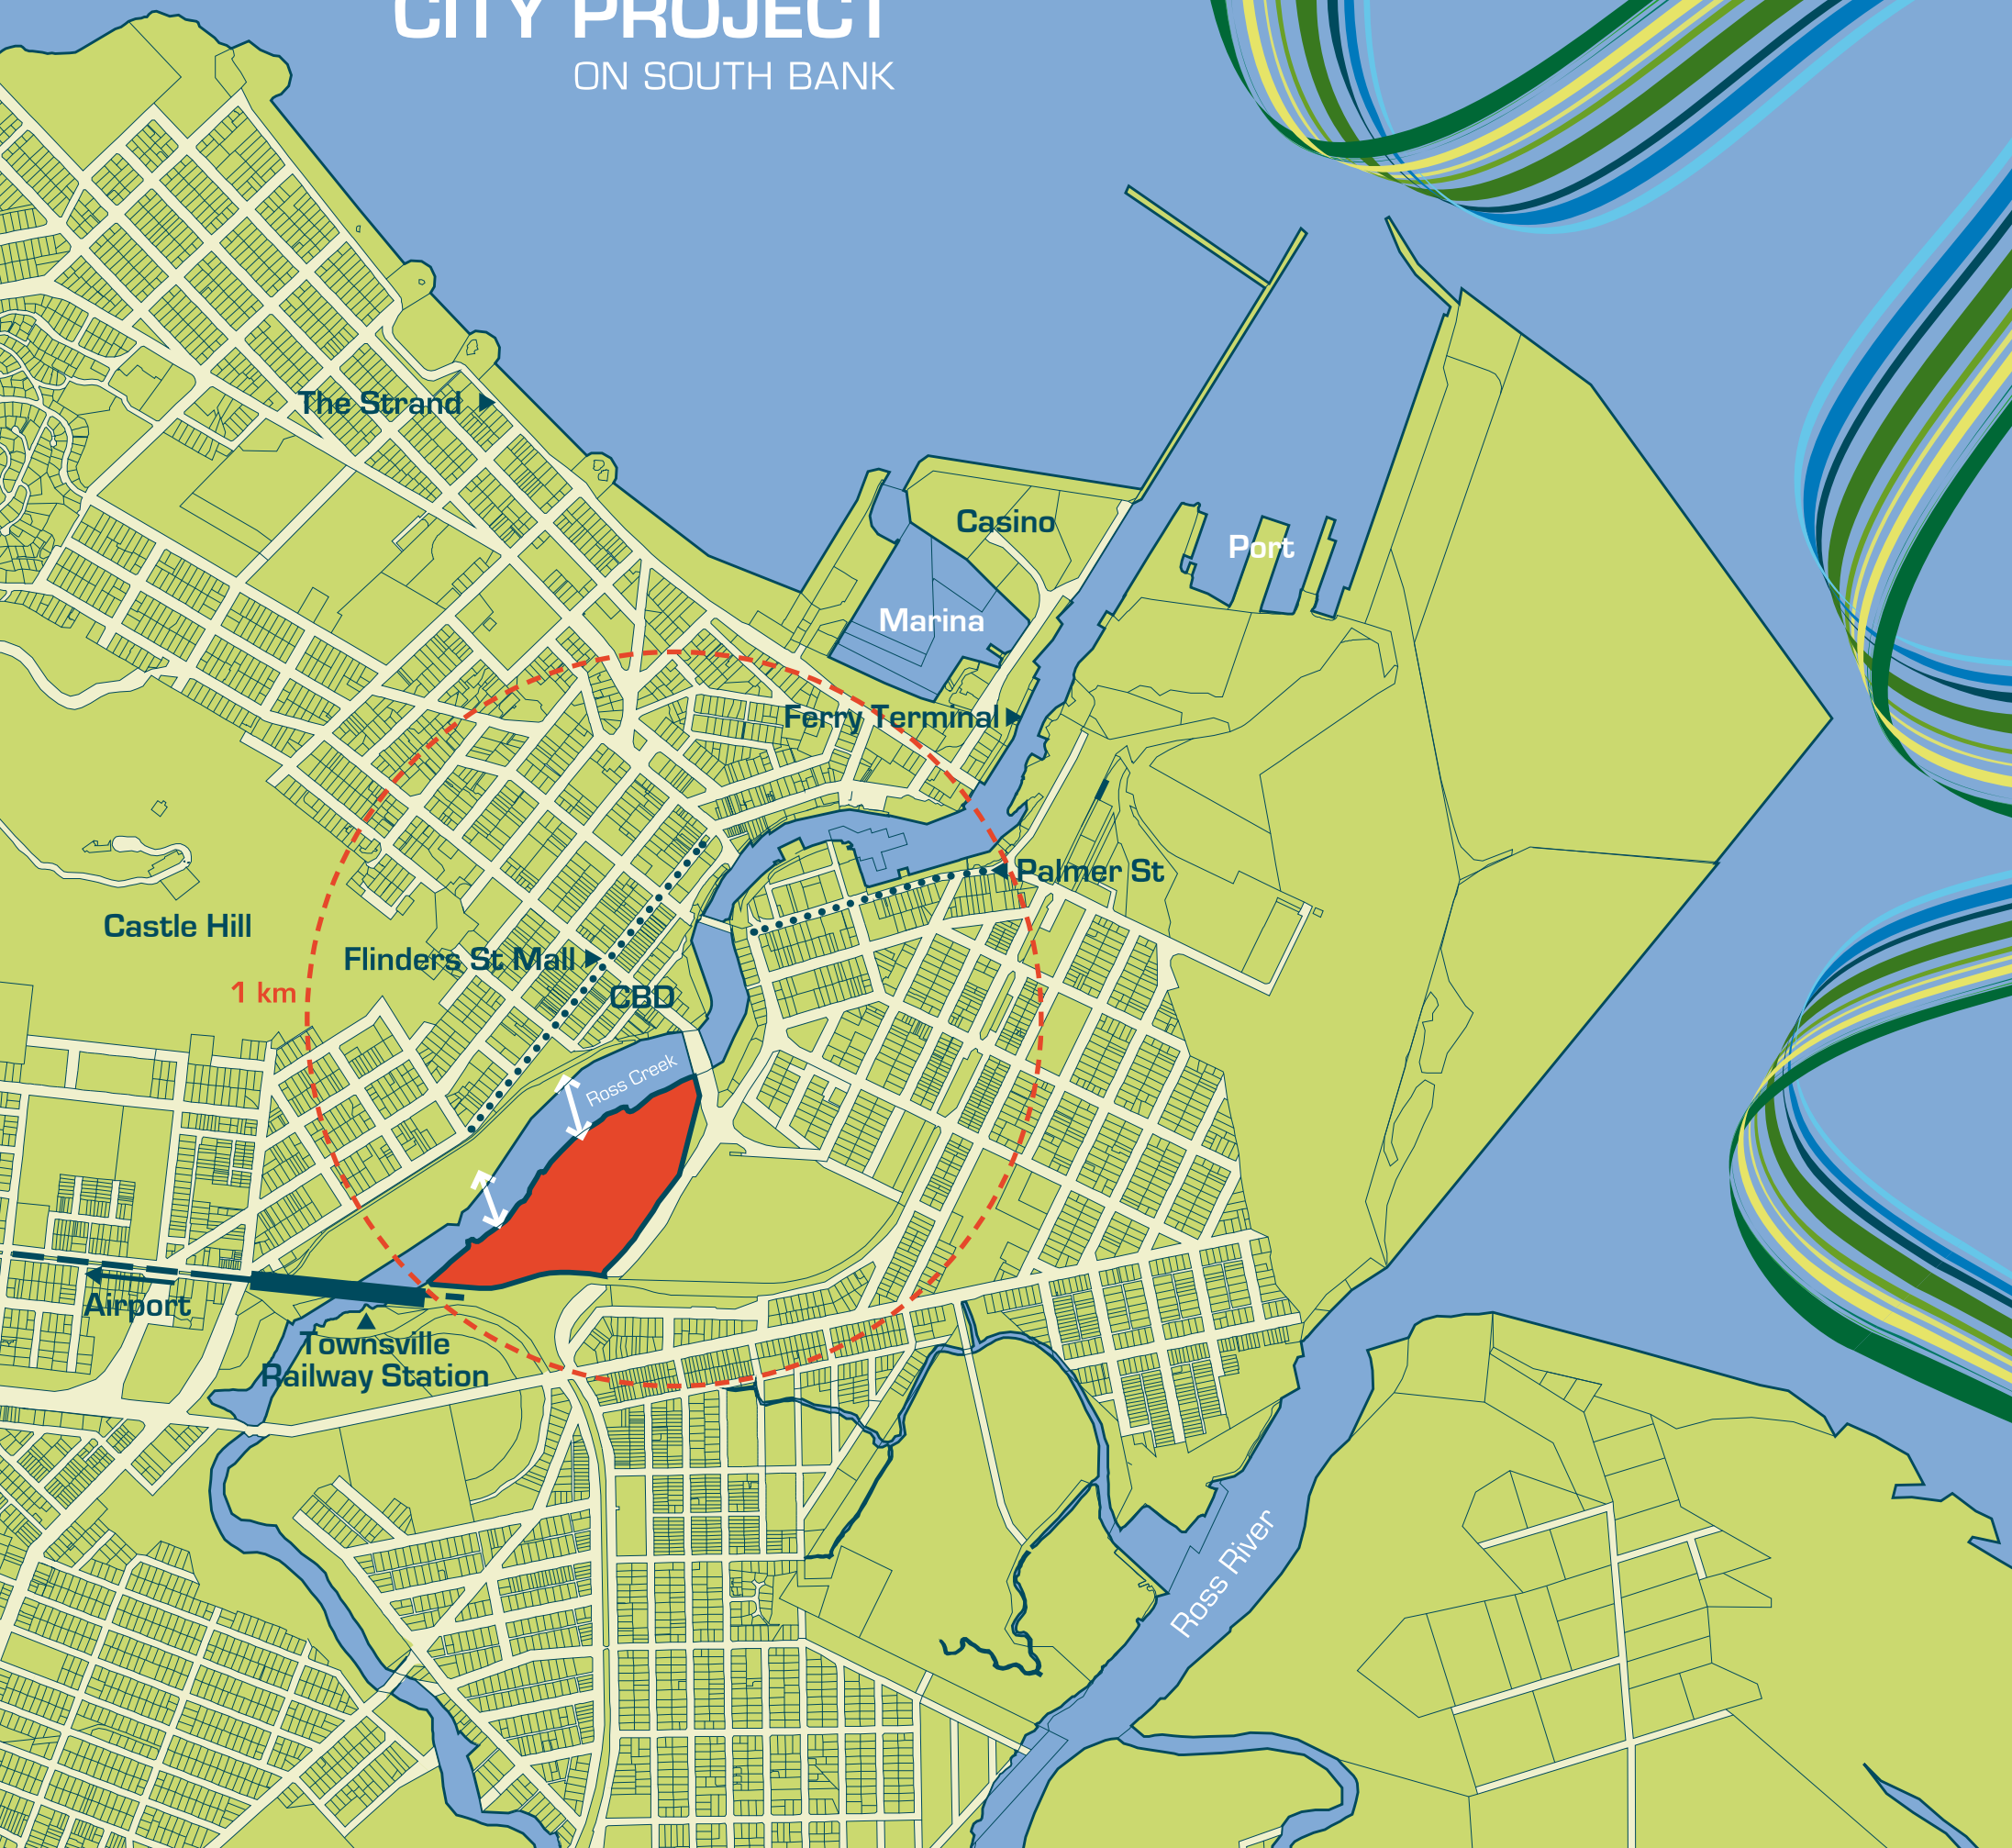 CITY PROJECT
ON SOUTH BANK
The Strand
Casino
Port
Marina
Ferry Terminal
Palmer St
Castle Hill
Flinders St Mall
1 km
CBD
Ross Creek
Airport
Townsville
Railway Station
Ross River